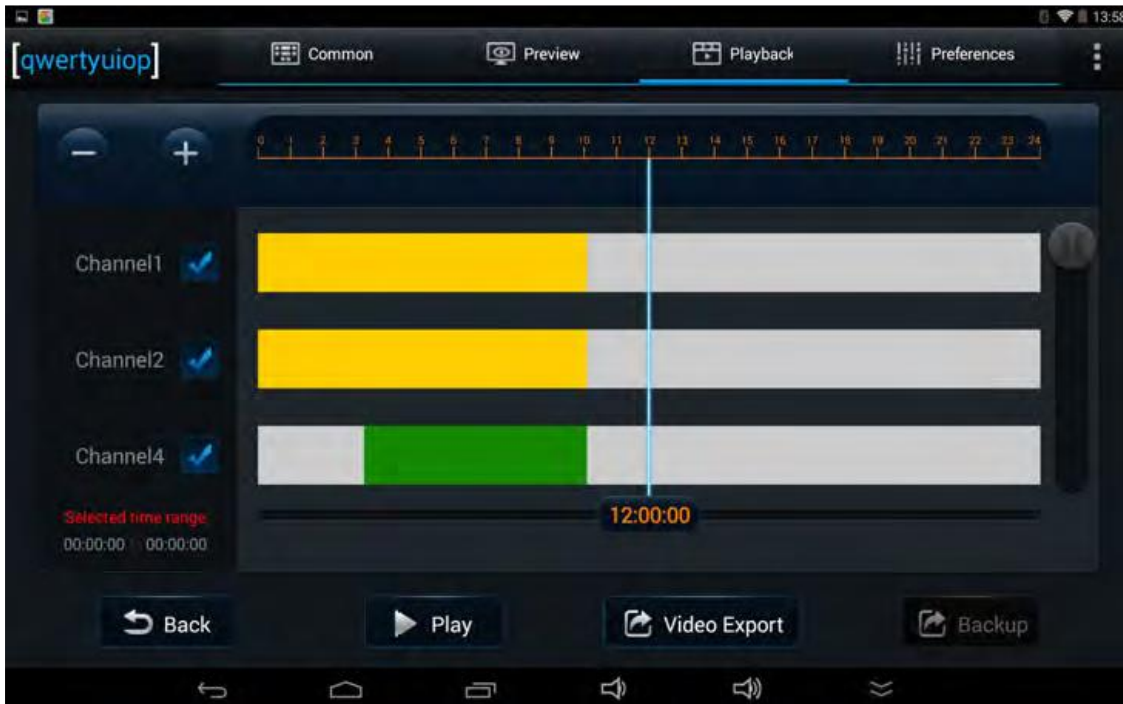 13:58
[qwertyuiop] Common Preview Playback Preferences
0 1 2 3 4 5 6 7 8 9 10 11 12 13 14 15 16 17 18 19 20 21 22 23 24
Channel1
Channel2
Channel4
Selected time range
12:00:00
00:00:00 00:00:00
Back Play Video Export Backup